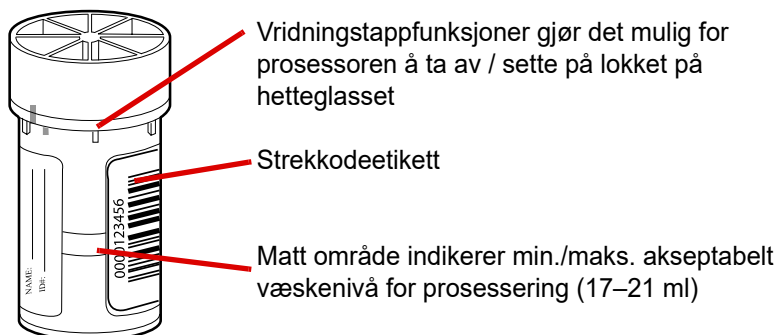 Vridningstappfunksjoner gjør det mulig for
prosessoren å ta av / sette på lokket på
hetteglasset
Strekkodeetikett
0000123456
NAME:
ID#:
Matt område indikerer min./maks. akseptabelt
væskenivå for prosessering (17–21 ml)